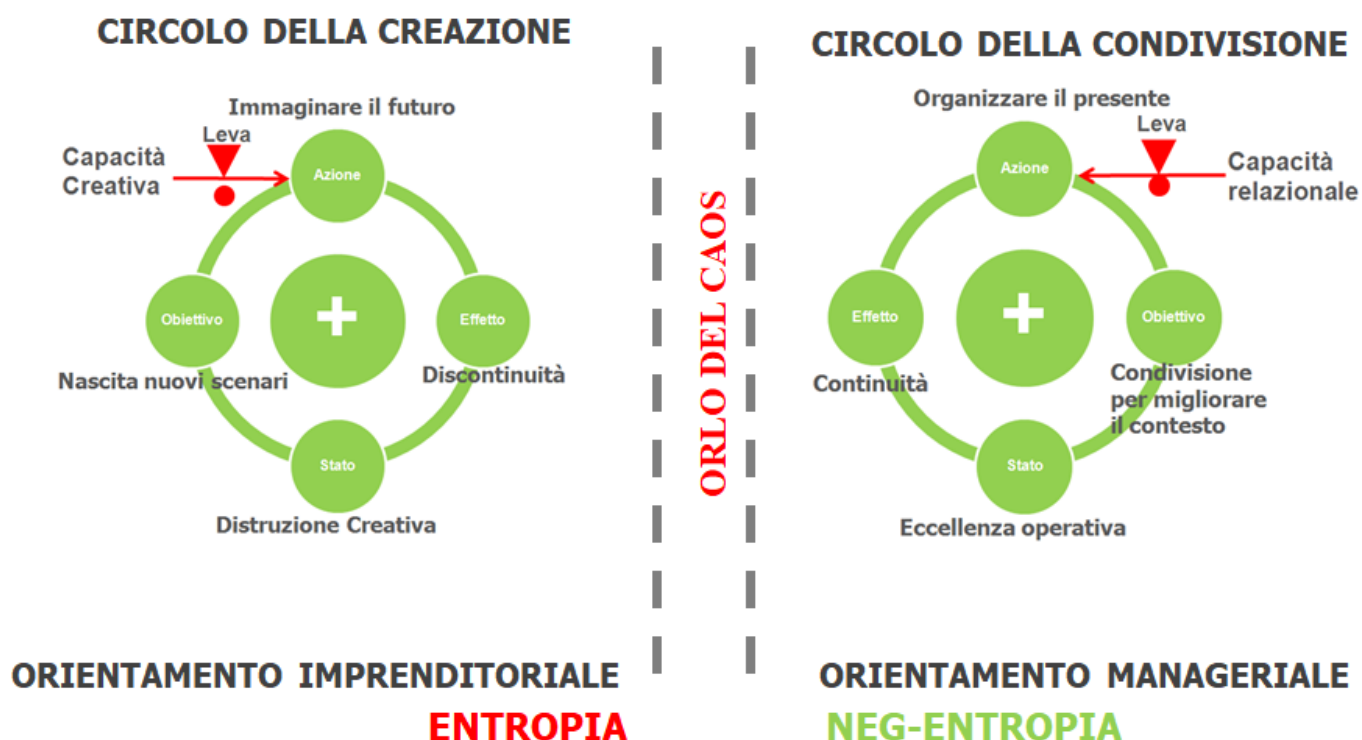 CIRCOLO DELLA CREAZIONE
Immaginare il futuro
Leva
Capacità
Creativa
Azione
Obiettivo
+
Effetto
Nascita nuovi scenari
Discontinuità
Stato
Distruzione Creativa
ORIENTAMENTO IMPRENDITORIALE
ENTROPIA
ORLO DEL CAOS
CIRCOLO DELLA CONDIVISIONE
Organizzare il presente
Leva
Capacità
relazionale
Azione
Effetto
+
Obiettivo
Continuità
Condivisione
per migliorare
il contesto
Stato
Eccellenza operativa
ORIENTAMENTO MANAGERIALE
NEG-ENTROPIA